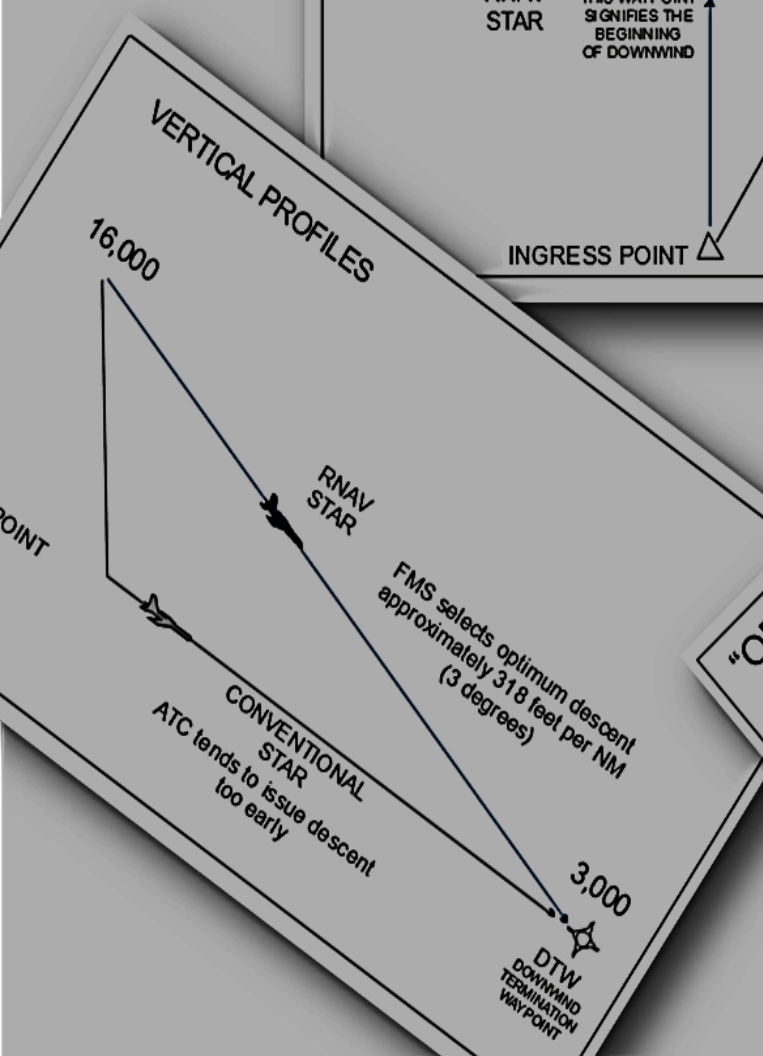 STAR
THIS WAYPOINT
SIGNIFIES THE
BEGINNING
OF DOWNWIND
INGRESS POINT
VERTICAL PROFILES
16,000
RNAV
STAR
POINT
FMS selects optimum descent
approximately 318 feet per NM
(3 degrees)
CONVENTIONAL
STAR
ATC tends to issue descent
too early
3,000
DTW
DOWNWIND
TERMINATION
WAYPOINT